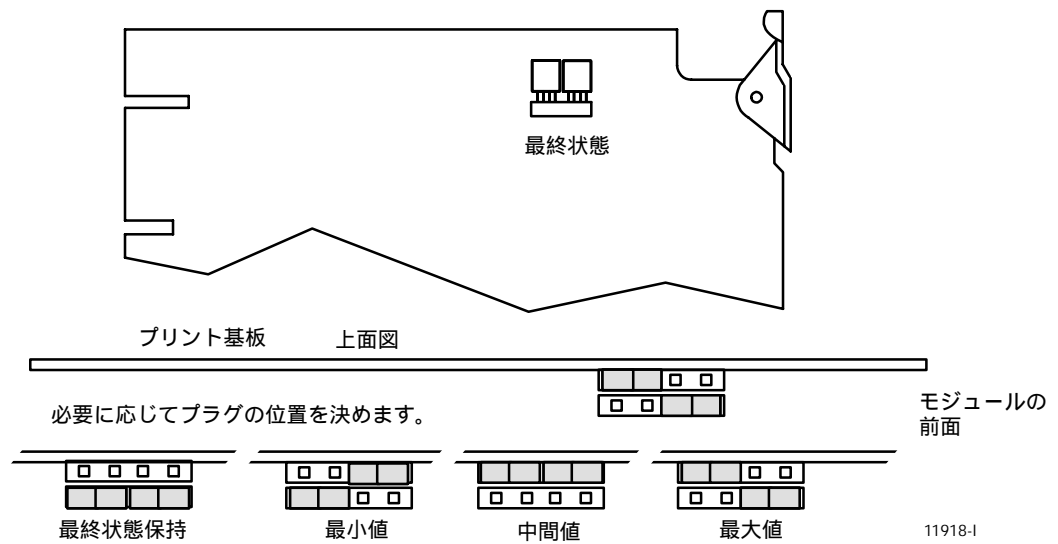 最終状態
プリント基板
上面図
必要に応じてプラグの位置を決めます。
モジュールの
前面
最終状態保持
最小値
中間値
最大値
11918-I